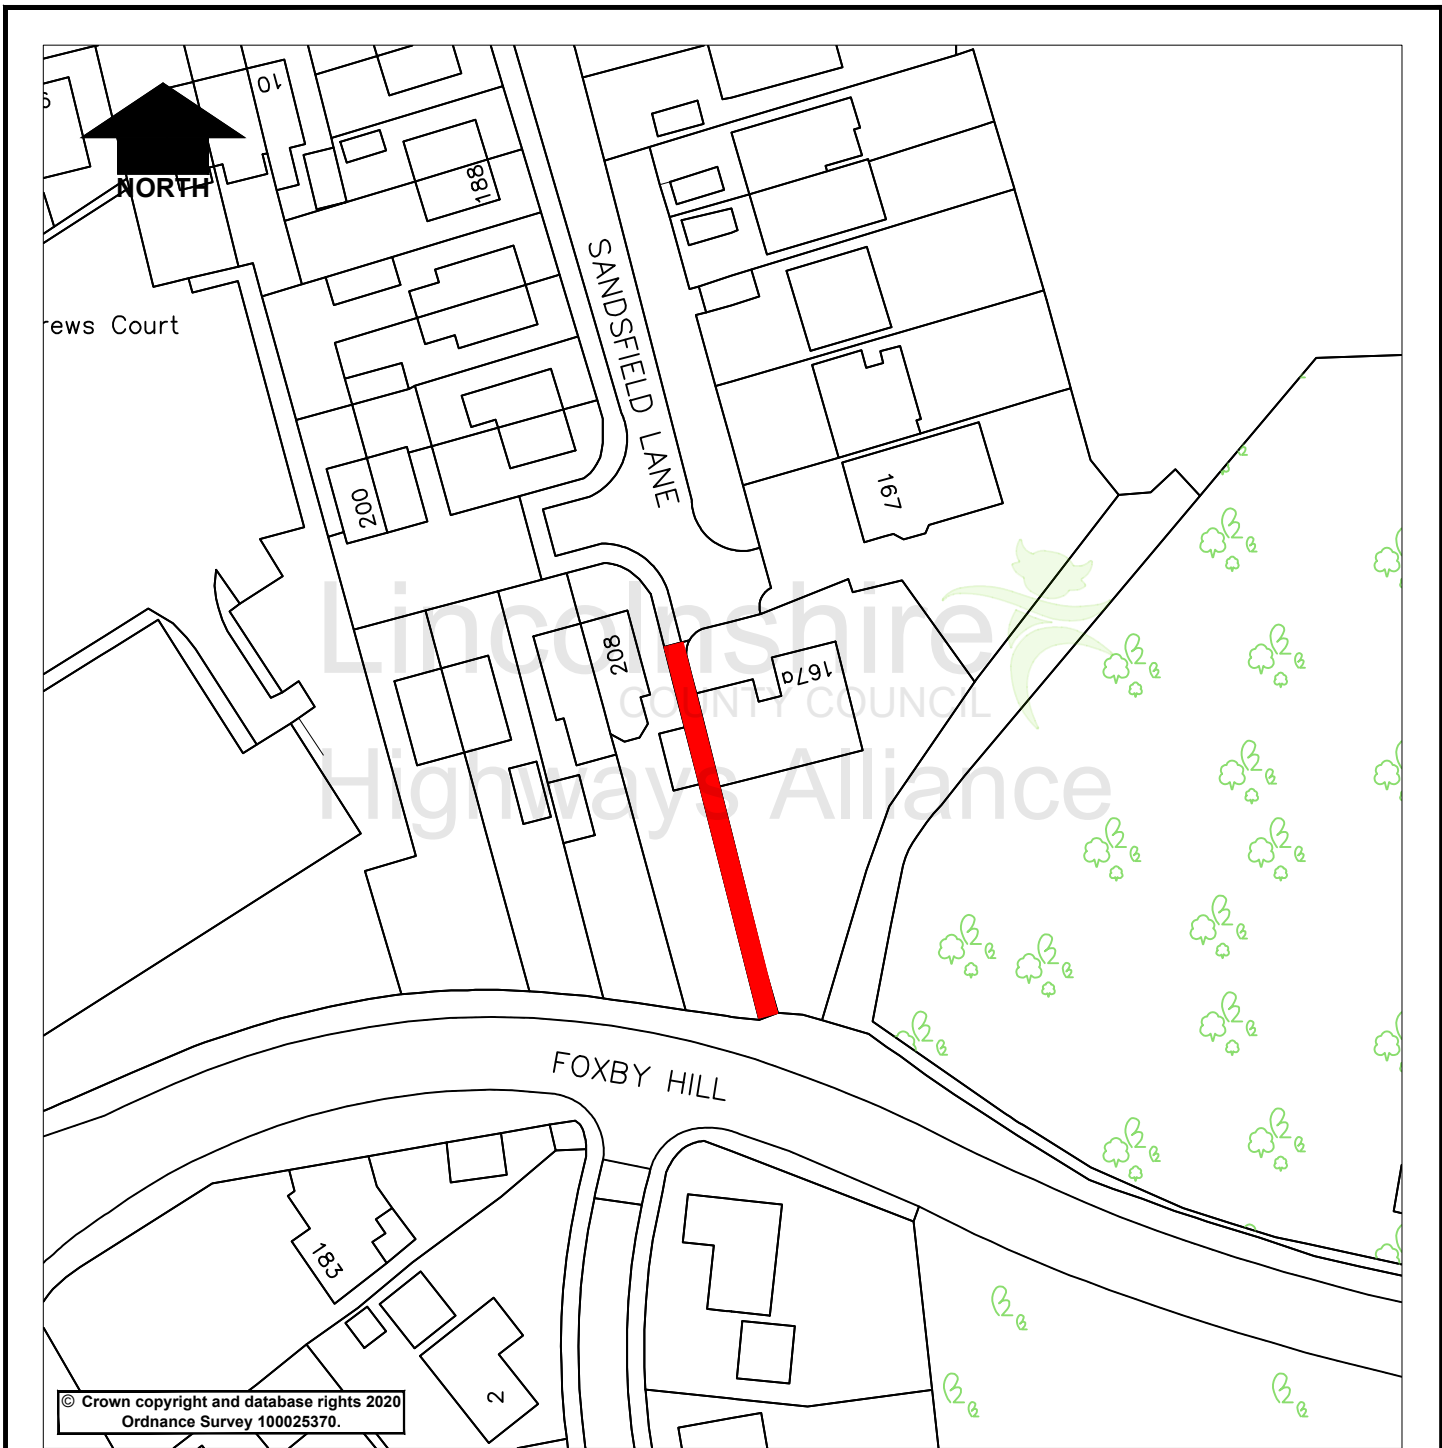 10
NORTH
188
rews Court
SANDSFIELD LANE
200
167
Lincolnshire
COUNTY COUNCIL
Highways Alliance
208
167a
FOXBY HILL
183
2
© Crown copyright and database rights 2020
Ordnance Survey 100025370.